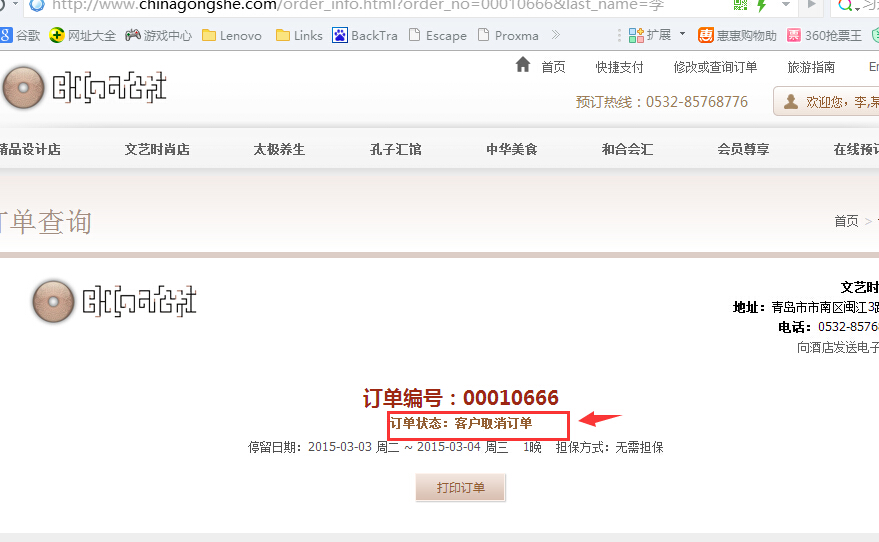 http://www.chinagongshe.com/order_info.html?order_no=00010666&last_name=李
谷歌 网址大全 游戏中心 Lenovo Links BackTra Escape Proxma » 扩展 惠惠购物助 360抢票王
首页 快捷支付 修改或查询订单 旅游指南 En
预订热线：0532-85768776 欢迎您，李,某
精品设计店 文艺时尚店 太极养生 孔子汇馆 中华美食 和合会汇 会员尊享 在线预订
订单查询
首页 >
文艺时
地址：青岛市市南区闽江3路
电话：0532-8576
向酒店发送电子
订单编号：00010666
订单状态：客户取消订单
停留日期：2015-03-03 周二 ~ 2015-03-04 周三 1晚 担保方式：无需担保
打印订单